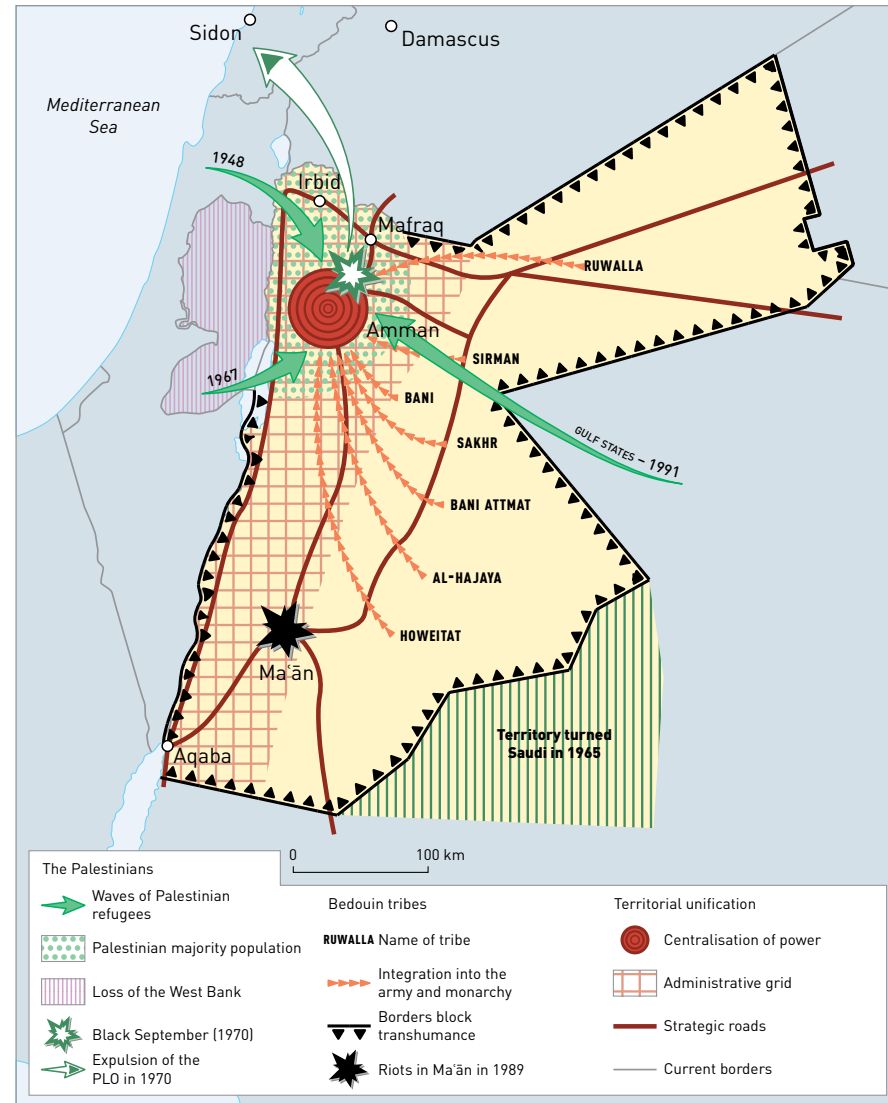 Sidon
Damascus
Mediterranean
Sea
1948
Irbid
Mafraq
RUWALLA
Amman
SIRMAN
1967
BANI
GULF STATES – 1991
SAKHR
BANI ATTMAT
AL-HAJAYA
HOWEITAT
Maʿān
Territory turned
Saudi in 1965
Aqaba
0 100 km
The Palestinians
Waves of Palestinian
refugees
Palestinian majority population
Loss of the West Bank
Black September (1970)
Expulsion of the
PLO in 1970
Bedouin tribes
RUWALLA Name of tribe
Integration into the
army and monarchy
Borders block
transhumance
Riots in Maʿān in 1989
Territorial unification
Centralisation of power
Administrative grid
Strategic roads
Current borders